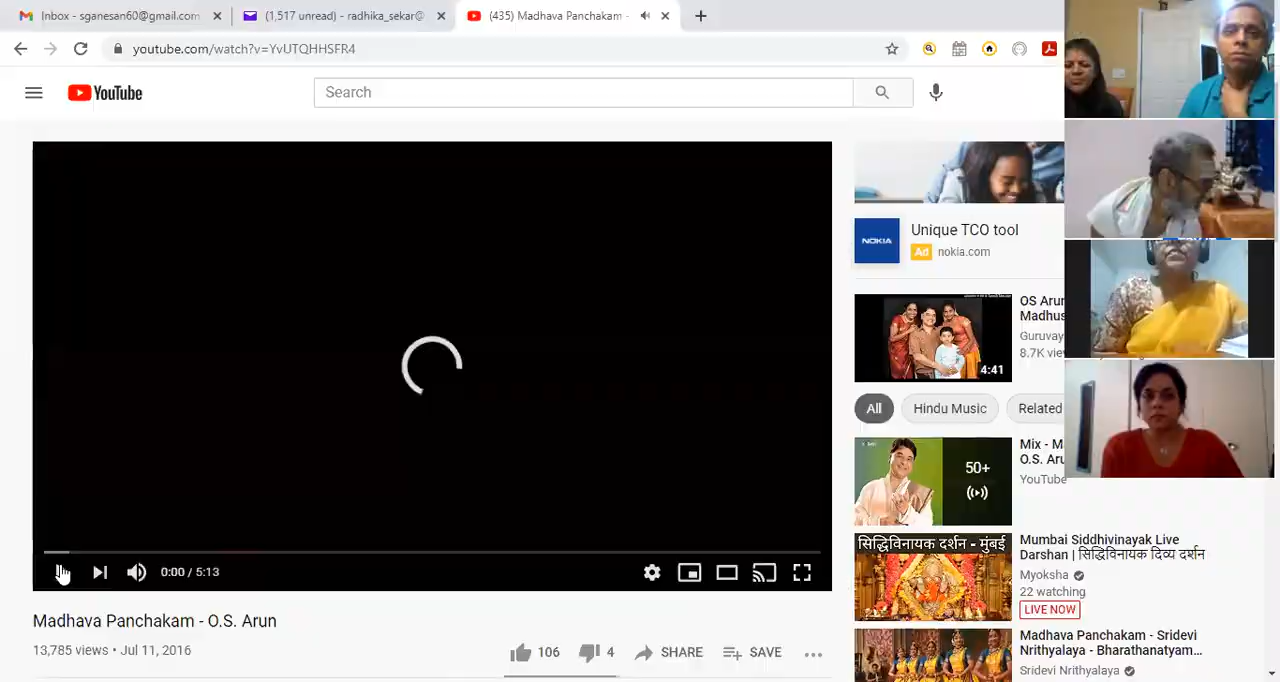 Inbox - sganesan60@gmail.com
(1,517 unread) - radhika_sekar@
(435) Madhava Panchakam -
youtube.com/watch?v=YvUTQHHSFR4
YouTube
Search
NOKIA
Unique TCO tool
Ad nokia.com
OS Arun
Madhus
Guruvay
8.7K view
4:41
All
Hindu Music
Related
50+
Mix - M
O.S. Aru
YouTube
सिद्धिविनायक दर्शन - मुंबई
Mumbai Siddhivinayak Live
Darshan | सिद्धिविनायक दिव्य दर्शन
Myoksha
22 watching
LIVE NOW
Madhava Panchakam - Sridevi
Nrithyalaya - Bharathanatyam...
Sridevi Nrithyalaya
0:00 / 5:13
Madhava Panchakam - O.S. Arun
13,785 views • Jul 11, 2016
106
4
SHARE
SAVE